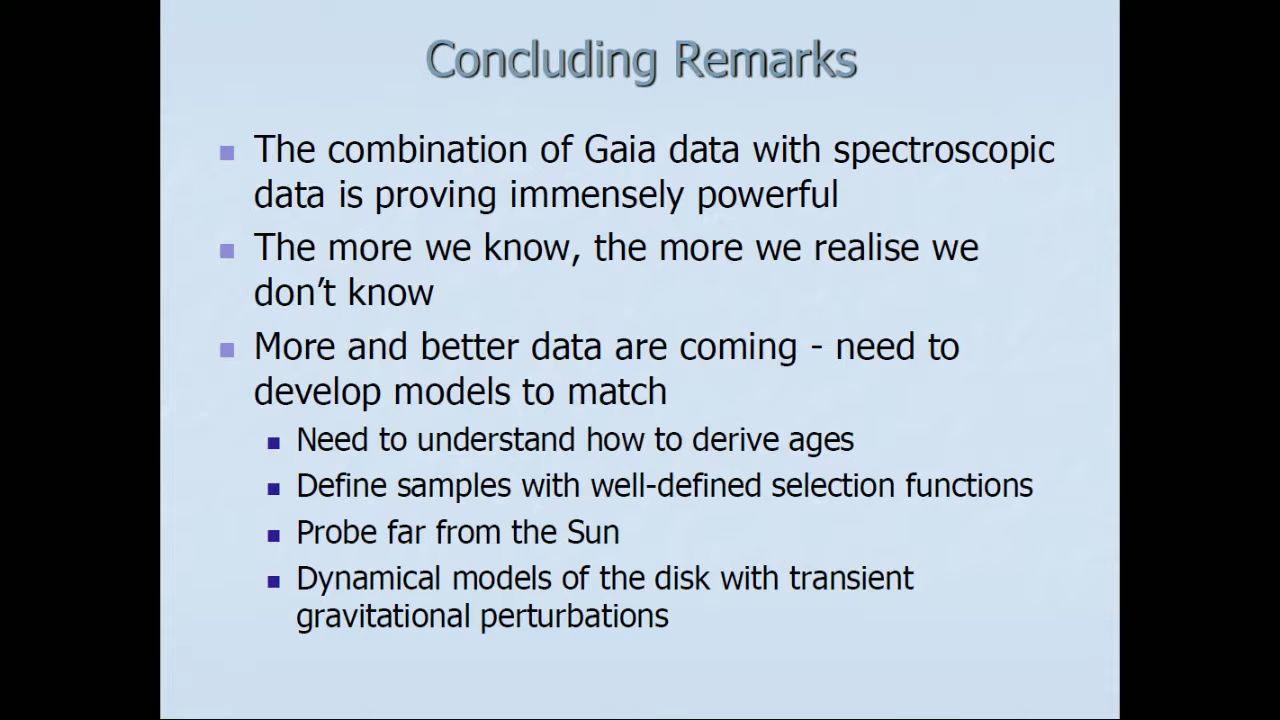 Concluding Remarks
The combination of Gaia data with spectroscopic
data is proving immensely powerful
The more we know, the more we realise we
don’t know
More and better data are coming - need to
develop models to match
Need to understand how to derive ages
Define samples with well-defined selection functions
Probe far from the Sun
Dynamical models of the disk with transient
gravitational perturbations